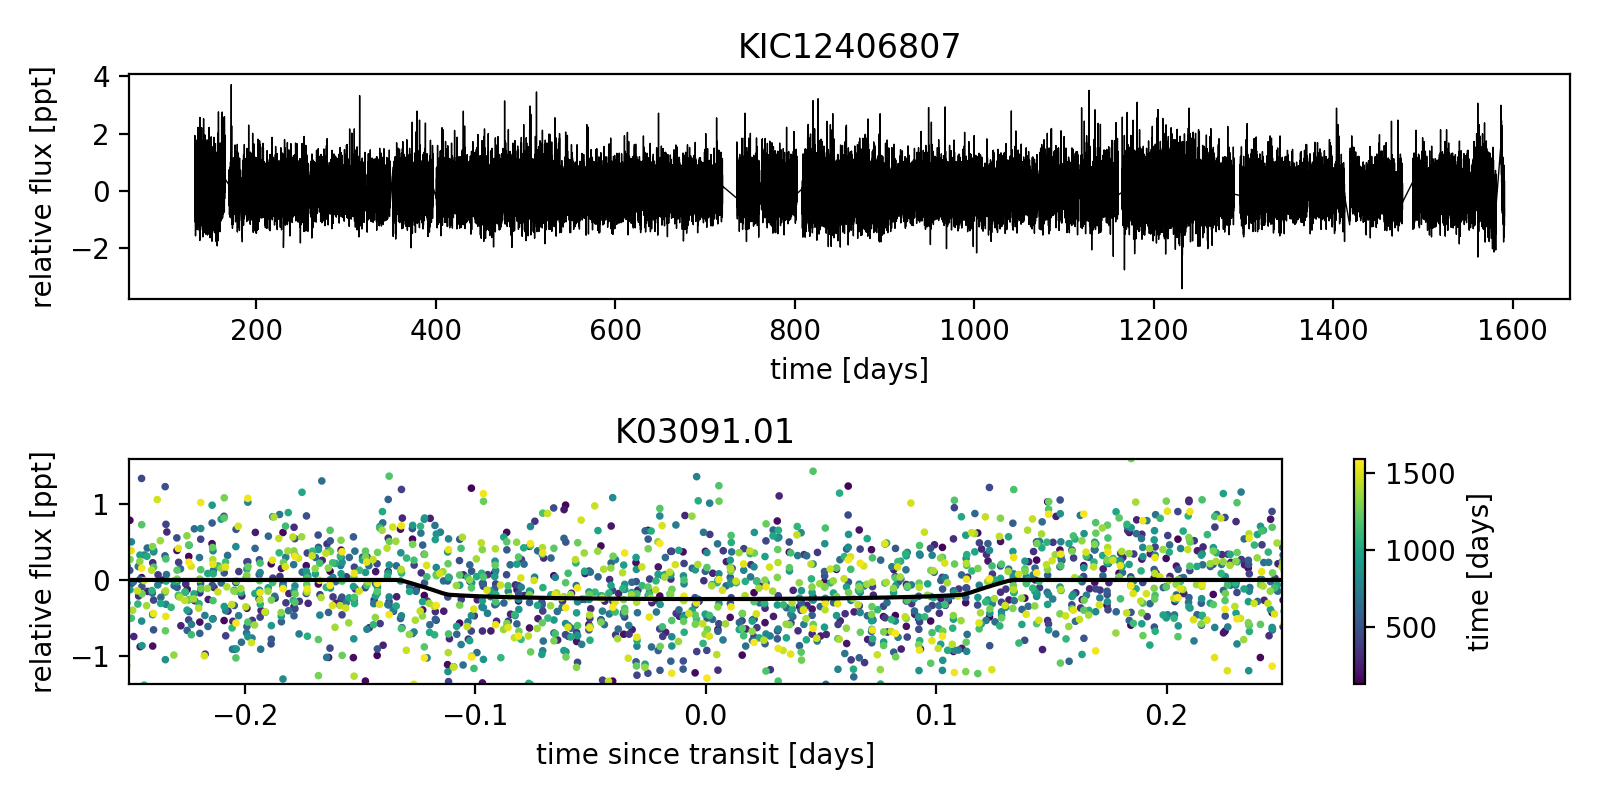 KIC12406807
relative flux [ppt]
4
2
0
−2
200 400 600 800 1000 1200 1400 1600
time [days]
K03091.01
relative flux [ppt]
1
0
−1
−0.2 −0.1 0.0 0.1 0.2
time since transit [days]
1500
1000
500
time [days]